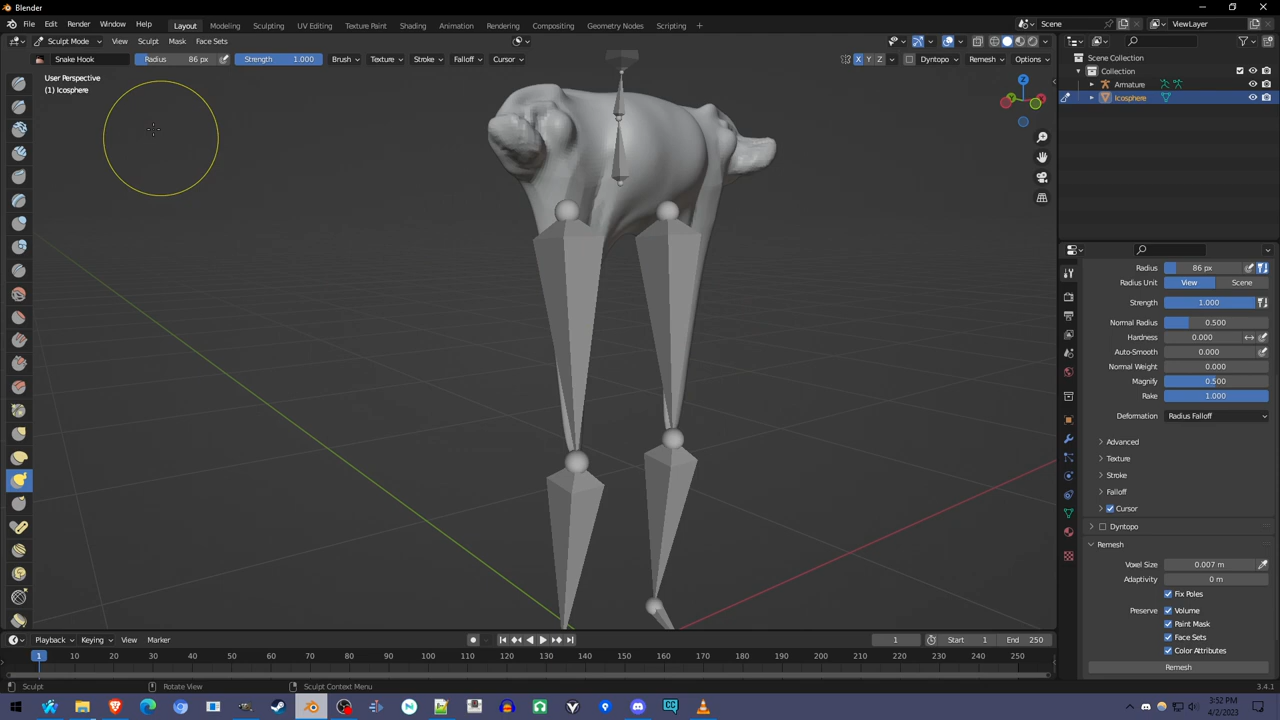 Blender
File Edit Render Window Help Layout Modeling Sculpting UV Editing Texture Paint Shading Animation Rendering Compositing Geometry Nodes Scripting + Scene ViewLayer
Sculpt Mode View Sculpt Mask Face Sets
Snake Hook Radius 86 px Strength 1.000 Brush Texture Stroke Falloff Cursor X Y Z Dyntopo Remesh Options
User Perspective
(1) Icosphere
Z
Y X
Scene Collection
Collection
Armature
Icosphere
Radius 86 px
Radius Unit View Scene
Strength 1.000
Normal Radius 0.500
Hardness 0.000
Auto-Smooth 0.000
Normal Weight 0.000
Magnify 0.500
Rake 1.000
Deformation Radius Falloff
Advanced
Texture
Stroke
Falloff
Cursor
Dyntopo
Remesh
Voxel Size 0.007 m
Adaptivity 0 m
Fix Poles
Preserve Volume
Paint Mask
Face Sets
Color Attributes
Remesh
Playback Keying View Marker 1 Start 1 End 250
1 10 20 30 40 50 60 70 80 90 100 110 120 130 140 150 160 170 180 190 200 210 220 230 240 250
Sculpt Rotate View Sculpt Context Menu 3.4.1
3:52 PM
4/2/2023